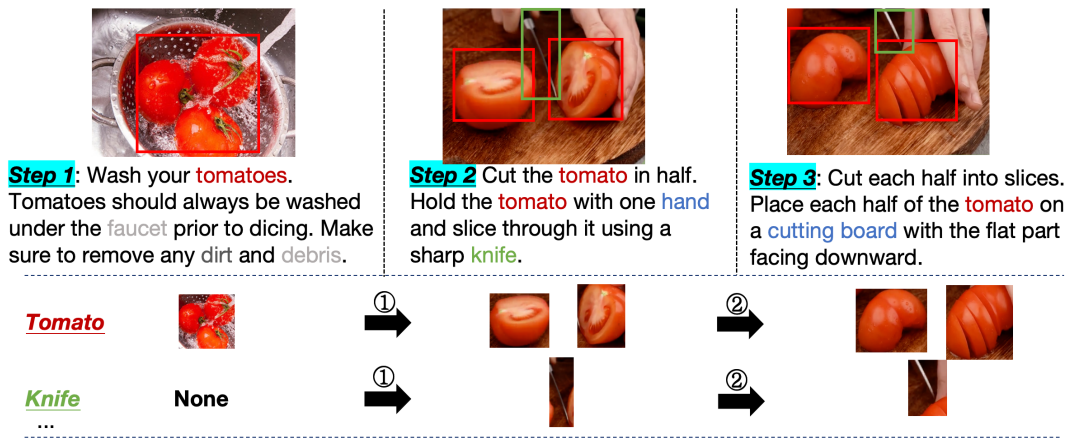 Step 1: Wash your tomatoes.
Tomatoes should always be washed
under the faucet prior to dicing. Make
sure to remove any dirt and debris.
Step 2 Cut the tomato in half.
Hold the tomato with one hand
and slice through it using a
sharp knife.
Step 3: Cut each half into slices.
Place each half of the tomato on
a cutting board with the flat part
facing downward.
Tomato
①
②
Knife
None
①
②
...